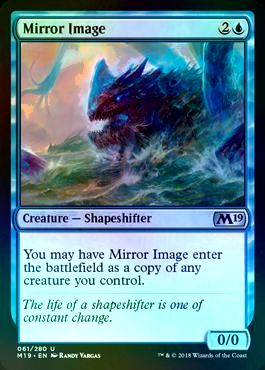 Mirror Image 2
Creature — Shapeshifter M19
You may have Mirror Image enter
the battlefield as a copy of any
creature you control.
The life of a shapeshifter is one of
constant change.
0/0
061/280 U
M19 • EN RANDY VARGAS ™ & © 2018 Wizards of the Coast